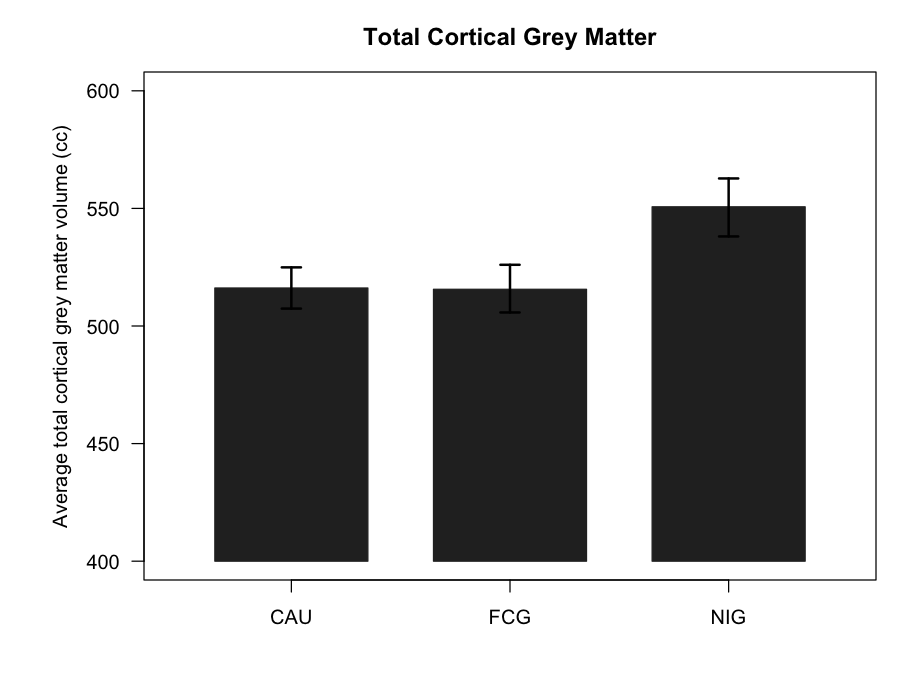 Total Cortical Grey Matter
Average total cortical grey matter volume (cc)
600
550
500
450
400
CAU FCG NIG